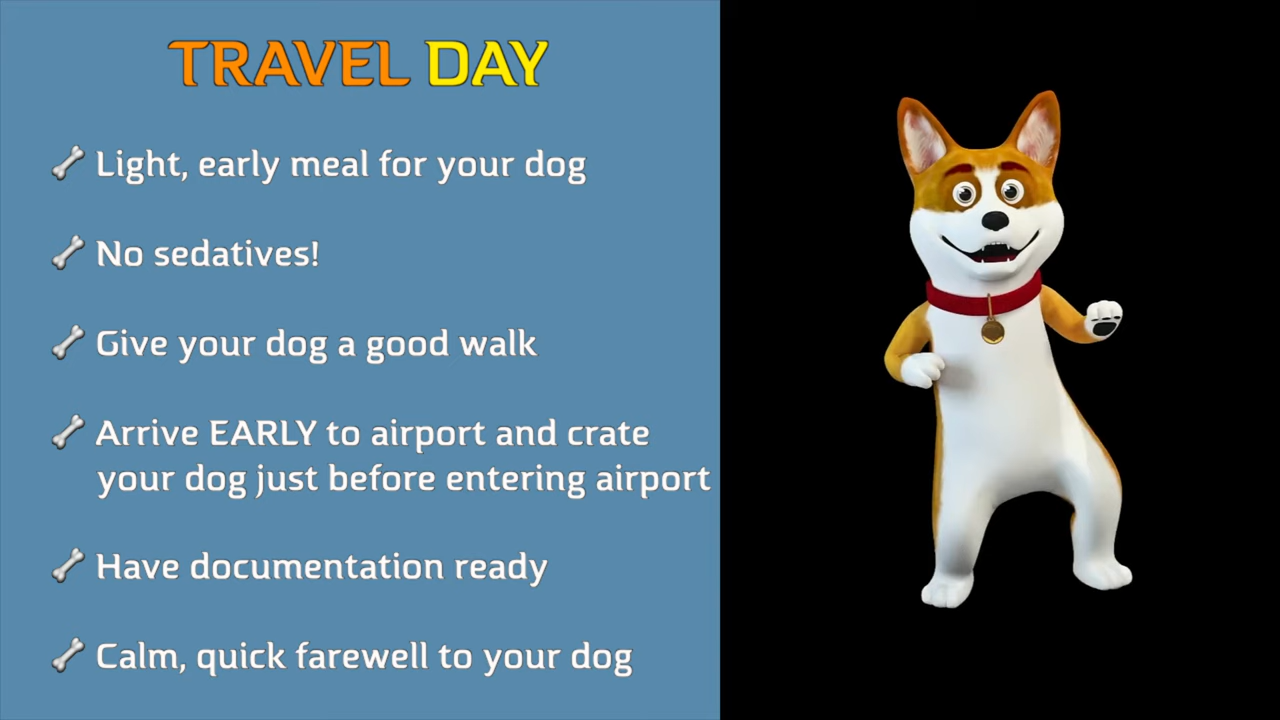 TRAVEL DAY
Light, early meal for your dog
No sedatives!
Give your dog a good walk
Arrive EARLY to airport and crate
your dog just before entering airport
Have documentation ready
Calm, quick farewell to your dog